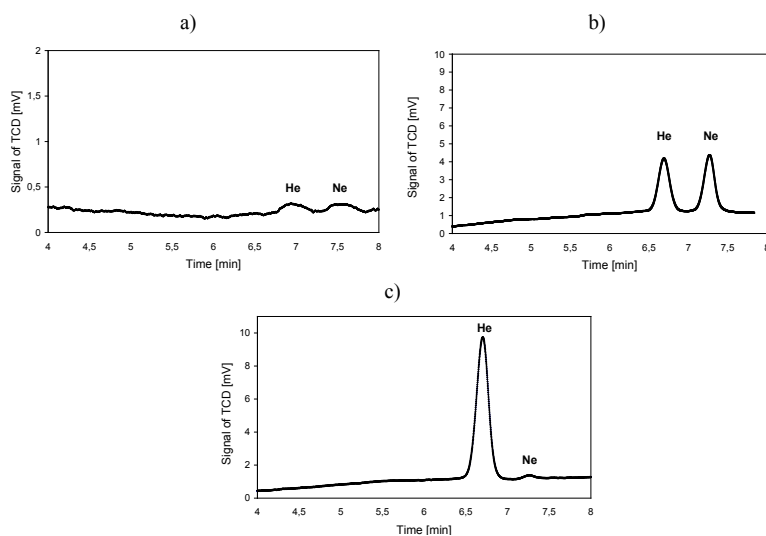 a)
Signal of TCD [mV]
2
1,5
1
0.5
0
He
Ne
4 4,5 5 5,5 6 6,5 7 7.5 8
Time [min]
b)
Signal of TCD [mV]
10
9
8
7
6
5
4
3
2
1
0
He
Ne
4 4,5 5 5,5 6 6,5 7 7,5 8
Time [min]
c)
Signal of TCD [mV]
10
8
6
4
2
0
He
Ne
4 4,5 5 5,5 6 6,5 7 7,5 8
Time [min]